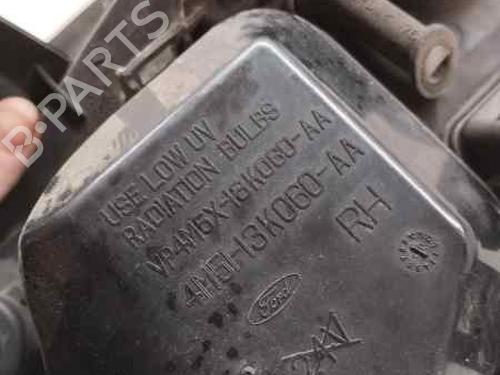 B-PARTS
USE LOW UV
RADIATION BULBS
VP4M5X-13K060-AA
4M51-13K060-AA
RH
Ford